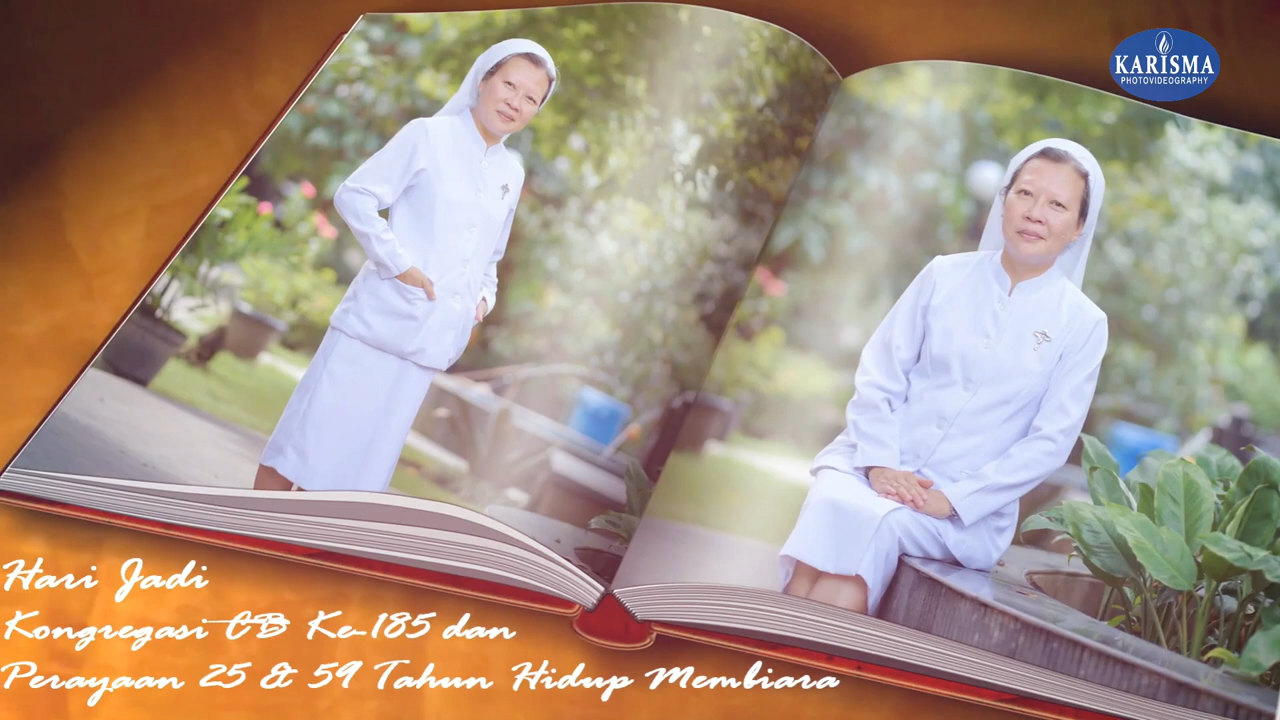 KARISMA
PHOTOVIDEOGRAPHY
Hari Jadi
Kongregasi CB Ke-185 dan
Perayaan 25 & 59 Tahun Hidup Membiara